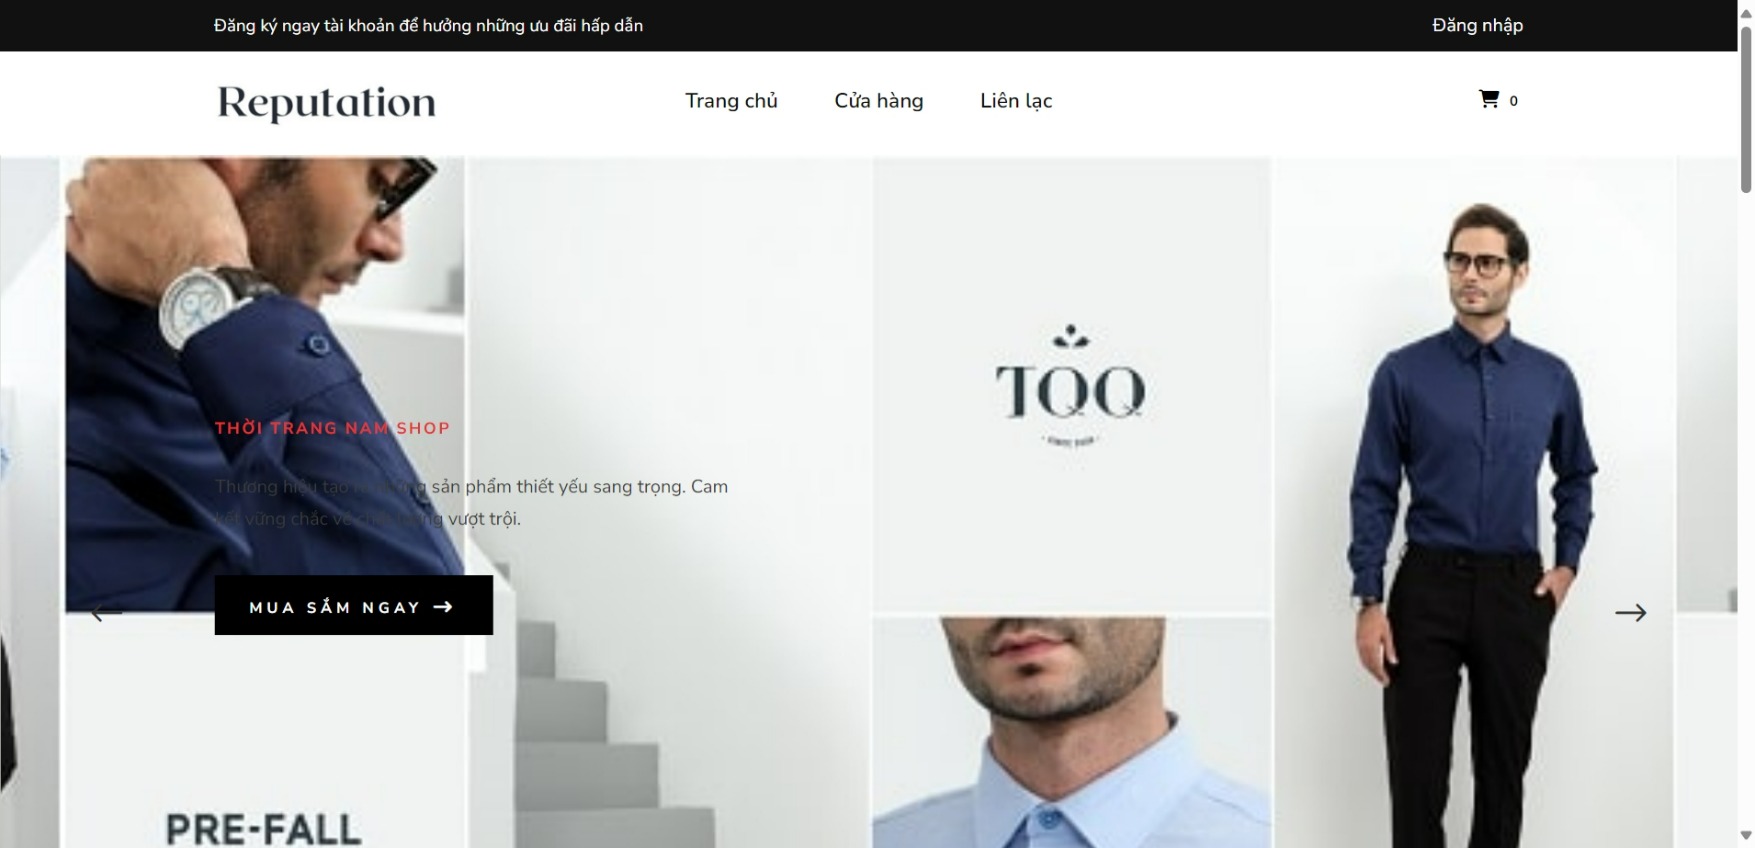 Đăng ký ngay tài khoản để hưởng những ưu đãi hấp dẫn
Đăng nhập
Reputation
Trang chủ
Cửa hàng
Liên lạc
0
TQQ
THỜI TRANG NAM SHOP
Thương hiệu tạo ra những sản phẩm thiết yếu sang trọng. Cam
kết vững chắc về chất lượng vượt trội.
MUA SẮM NGAY →
PRE-FALL